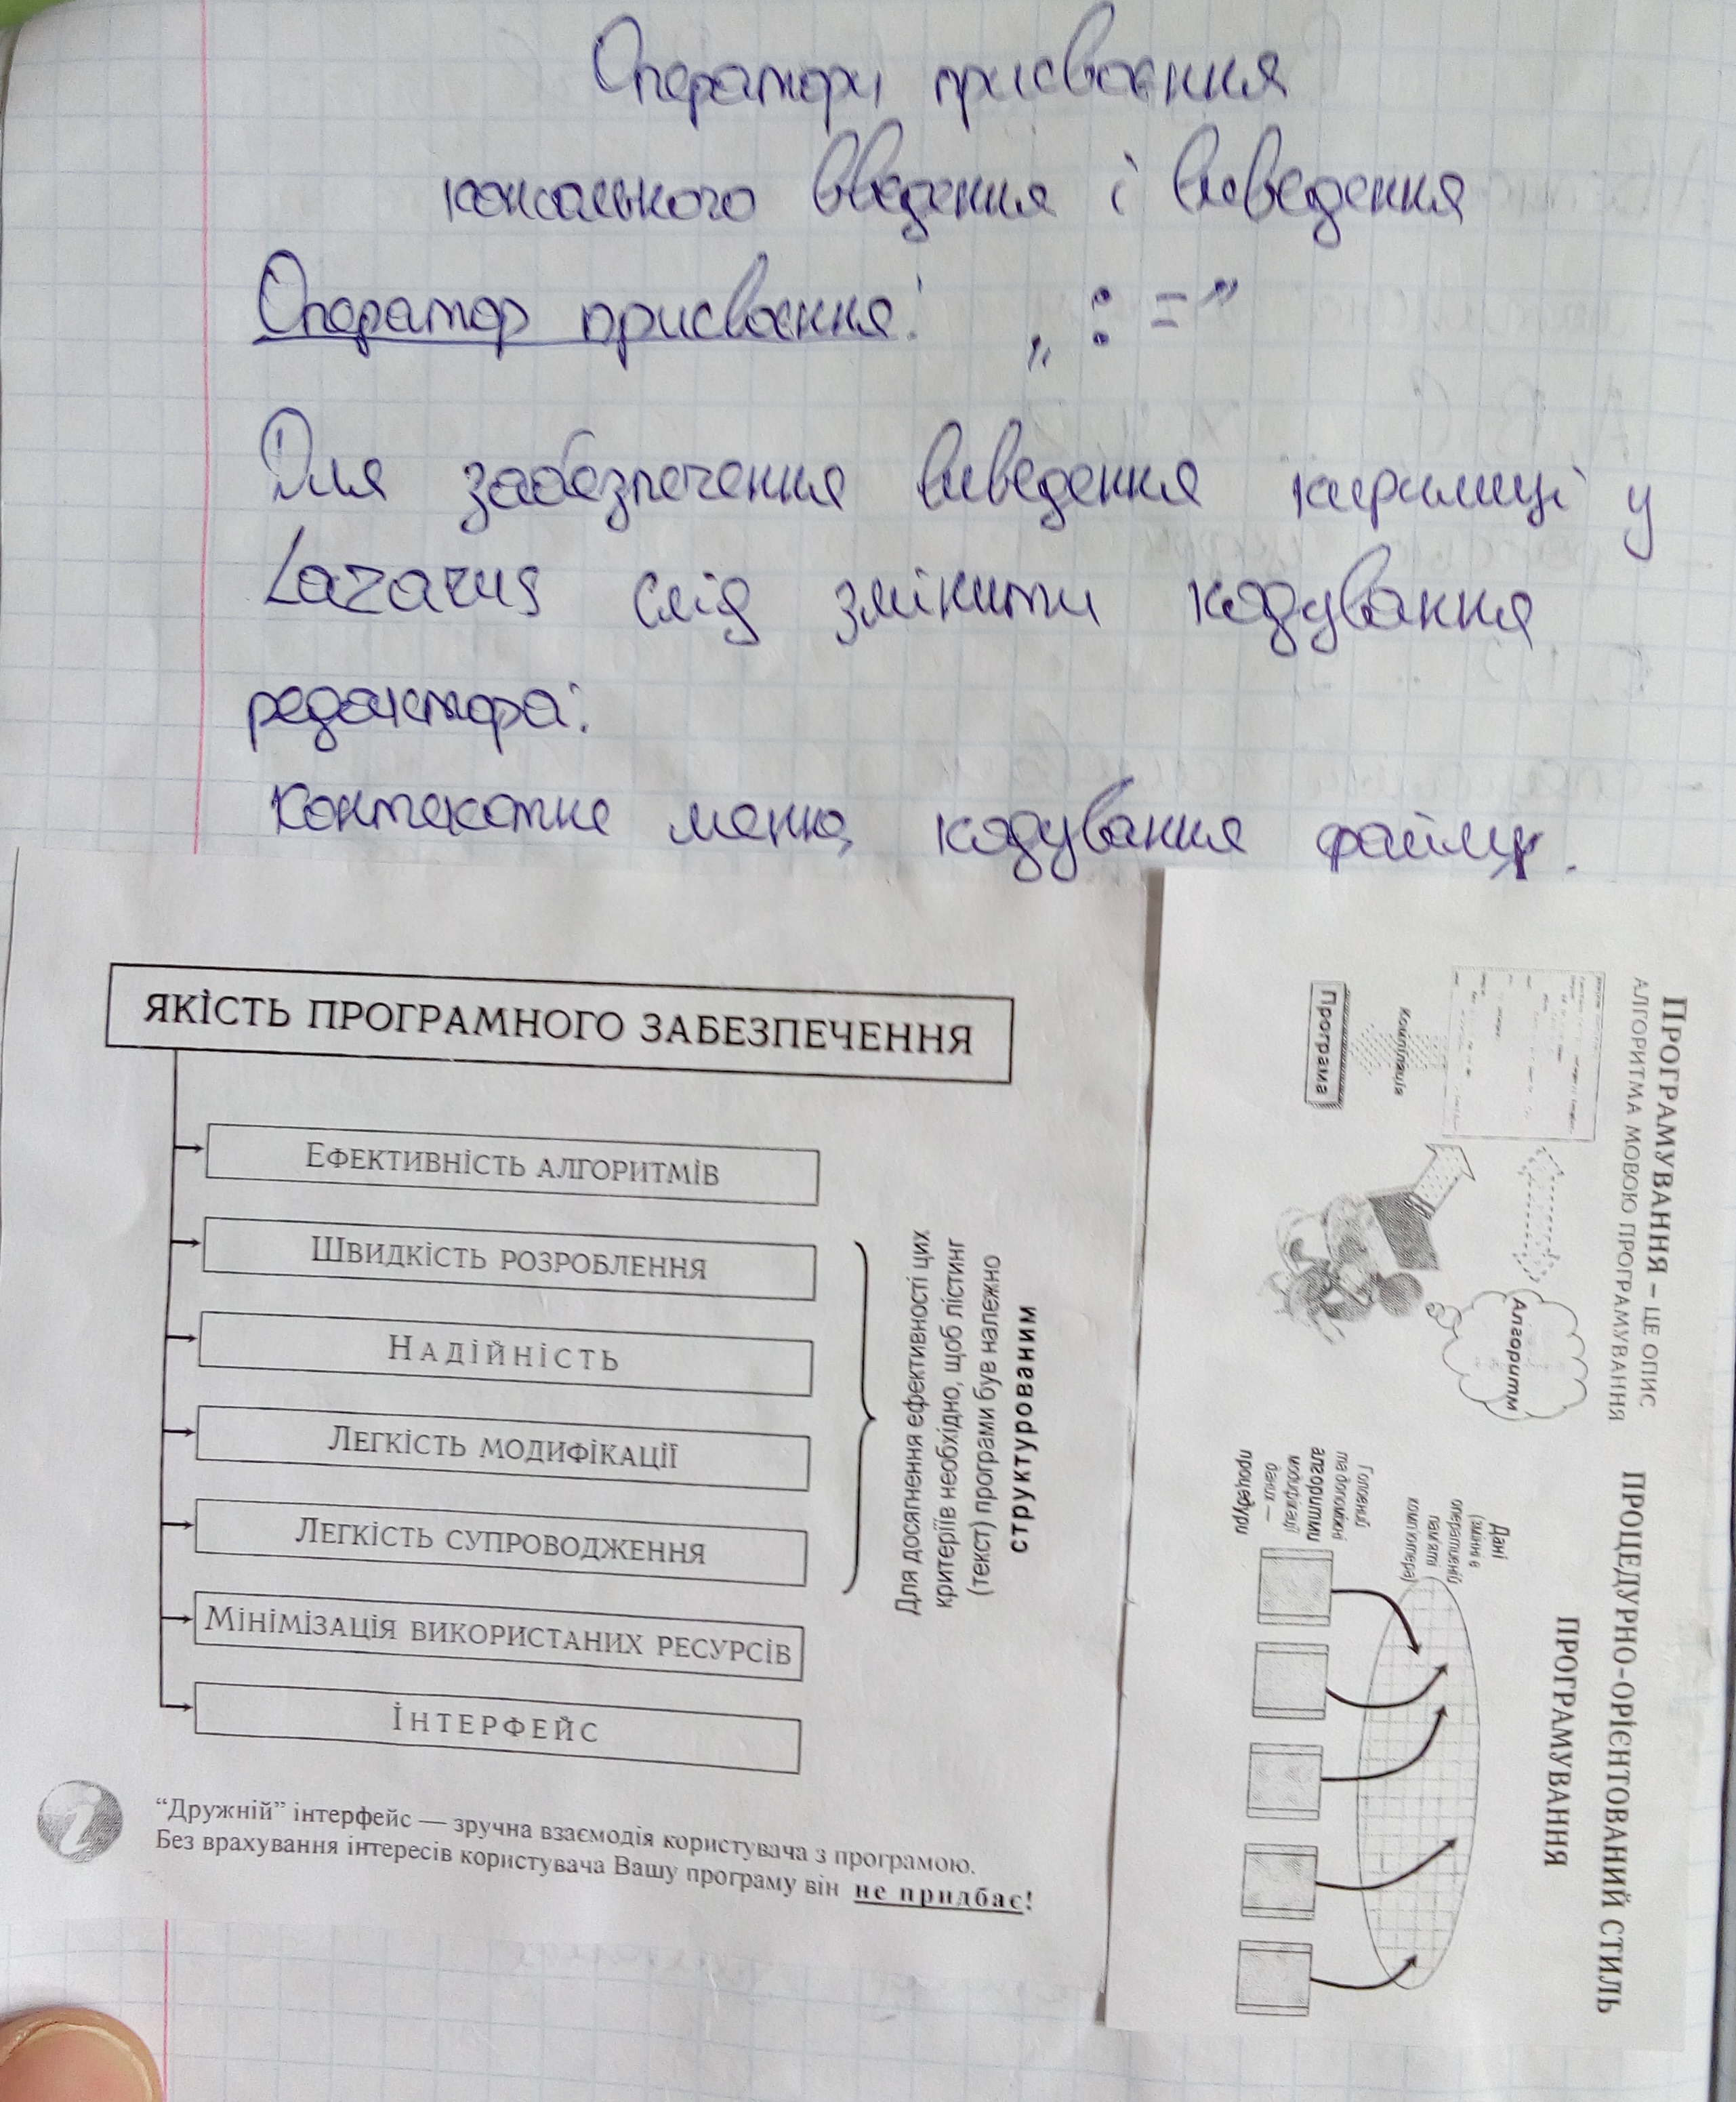 Оператори присвоєння
консольного введення і виведення
Оператор присвоєння: „ := ”
Для забезпечення виведення кирилиці у
Lazarus слід змінити кодування
редактора:
Контекстне меню, кодування файлу.
ЯКІСТЬ ПРОГРАМНОГО ЗАБЕЗПЕЧЕННЯ
ЕФЕКТИВНІСТЬ АЛГОРИТМІВ
ШВИДКІСТЬ РОЗРОБЛЕННЯ
НАДІЙНІСТЬ
ЛЕГКІСТЬ МОДИФІКАЦІЇ
ЛЕГКІСТЬ СУПРОВОДЖЕННЯ
МІНІМІЗАЦІЯ ВИКОРИСТАНИХ РЕСУРСІВ
ІНТЕРФЕЙС
Для досягнення ефективності цих
критеріїв необхідно, щоб лістинг
(текст) програми був належно
структурованим
“Дружній” інтерфейс — зручна взаємодія користувача з програмою.
Без врахування інтересів користувача Вашу програму він не придбає!
ПРОГРАМУВАННЯ – ЦЕ ОПИС
АЛГОРИТМА МОВОЮ ПРОГРАМУВАННЯ
Компіляція
Програма
Алгоритм
ПРОЦЕДУРНО-ОРІЄНТОВАНИЙ СТИЛЬ
ПРОГРАМУВАННЯ
Дані
(змінні в
оперативній
пам'яті
комп'ютера)
Головний
та допоміжні
алгоритми
модифікації
даних —
процедури